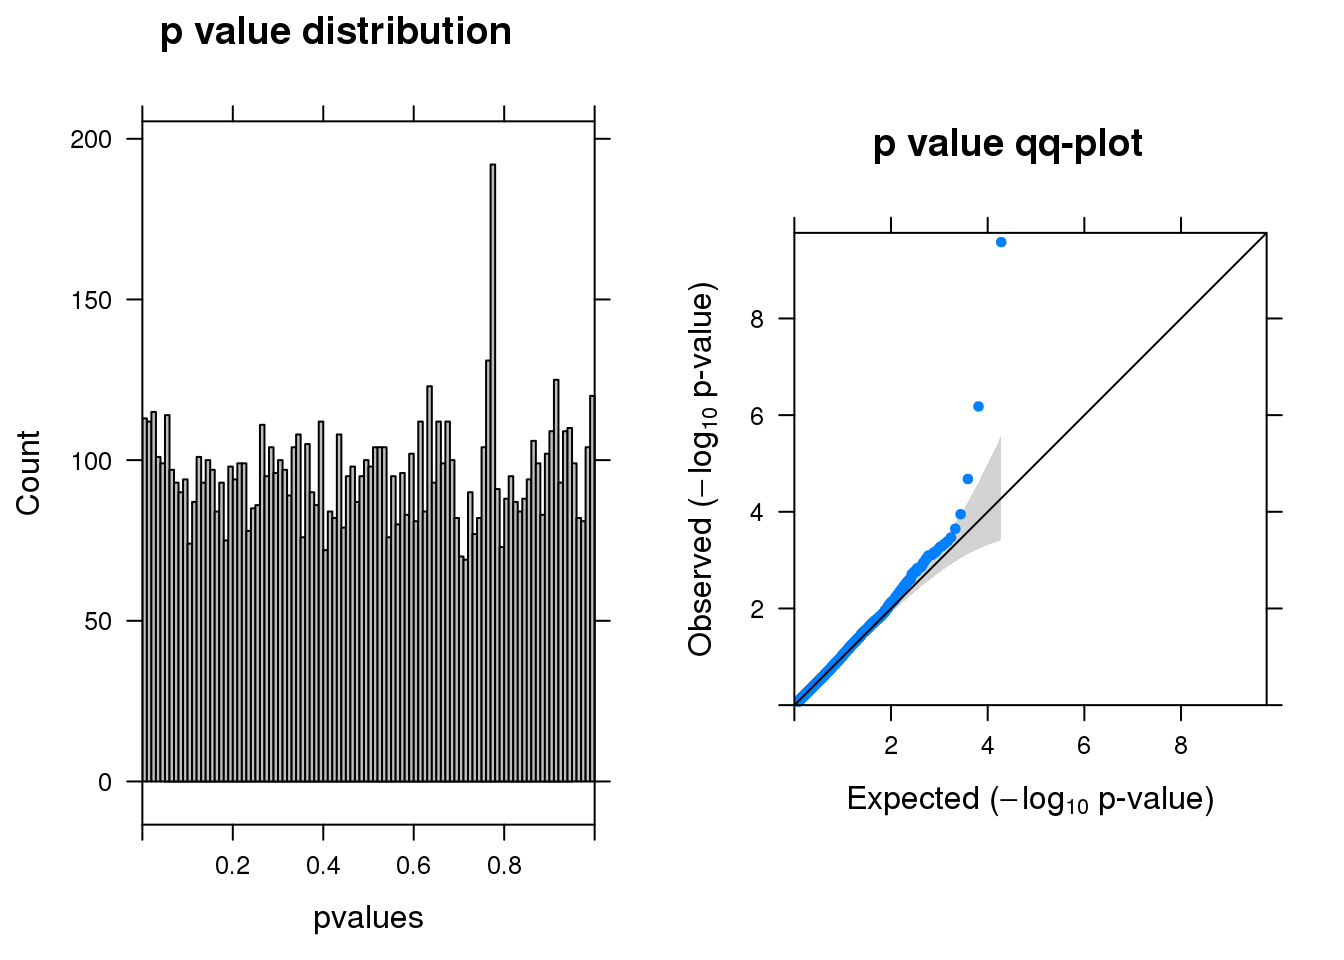 p value distribution
200
150
100
50
0
Count
0.2 0.4 0.6 0.8
pvalues
p value qq-plot
8
6
4
2
Observed (−log10 p-value)
2 4 6 8
Expected (−log10 p-value)